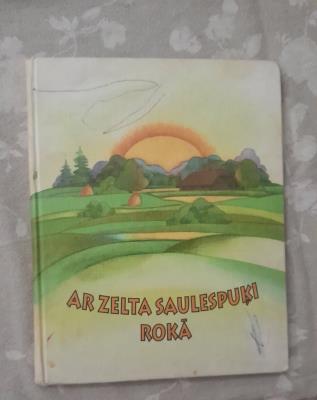 AR ZELTA SAULESPUĶI
ROKĀ